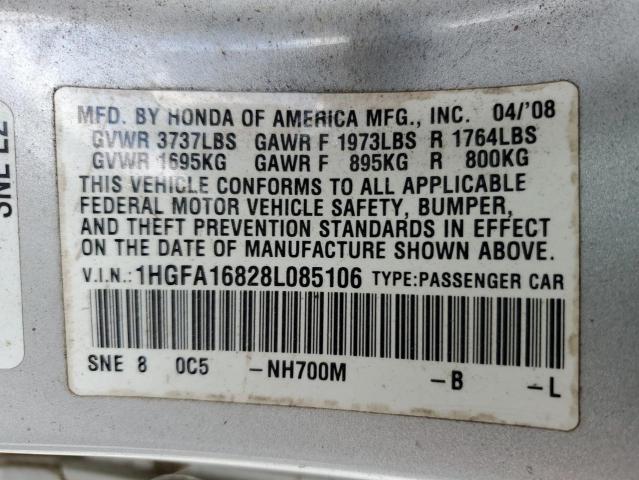 MFD. BY HONDA OF AMERICA MFG., INC. 04/'08
GVWR 3737LBS GAWR F 1973LBS R 1764LBS
GVWR 1695KG GAWR F 895KG R 800KG
THIS VEHICLE CONFORMS TO ALL APPLICABLE
FEDERAL MOTOR VEHICLE SAFETY, BUMPER,
AND THEFT PREVENTION STANDARDS IN EFFECT
ON THE DATE OF MANUFACTURE SHOWN ABOVE.
V.I.N.: 1HGFA16828L085106 TYPE:PASSENGER CAR
SNE 8 0C5 -NH700M -B -L
SNE L2